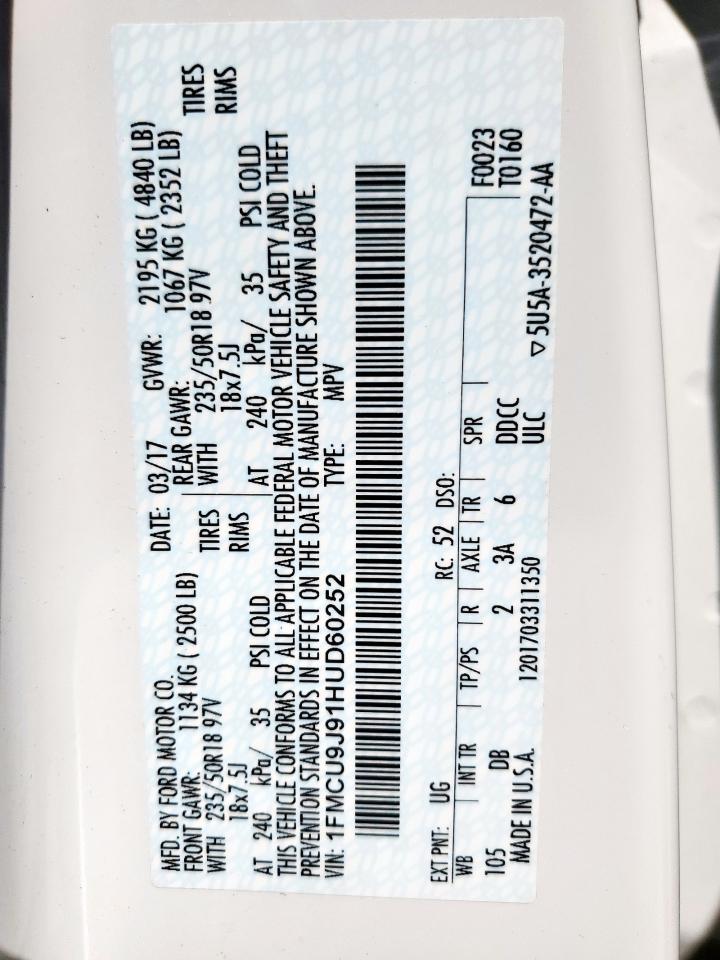 MFD. BY FORD MOTOR CO. DATE: 03/17 GVWR: 2195 KG ( 4840 LB)
FRONT GAWR: 1134 KG ( 2500 LB) REAR GAWR: 1067 KG ( 2352 LB)
WITH 235/50R18 97V TIRES WITH 235/50R18 97V TIRES
18x7.5J RIMS 18x7.5J RIMS
AT 240 kPa/ 35 PSI COLD AT 240 kPa/ 35 PSI COLD
THIS VEHICLE CONFORMS TO ALL APPLICABLE FEDERAL MOTOR VEHICLE SAFETY AND THEFT
PREVENTION STANDARDS IN EFFECT ON THE DATE OF MANUFACTURE SHOWN ABOVE.
VIN: 1FMCU9J91HUD60252 TYPE: MPV
EXT PNT: UG RC: 52 DSO:
WB INT TR TP/PS R AXLE TR SPR F0023
105 DB 2 3A 6 DDCC T0160
MADE IN U.S.A. 1201703311350 ULC
▽5U5A-3520472-AA